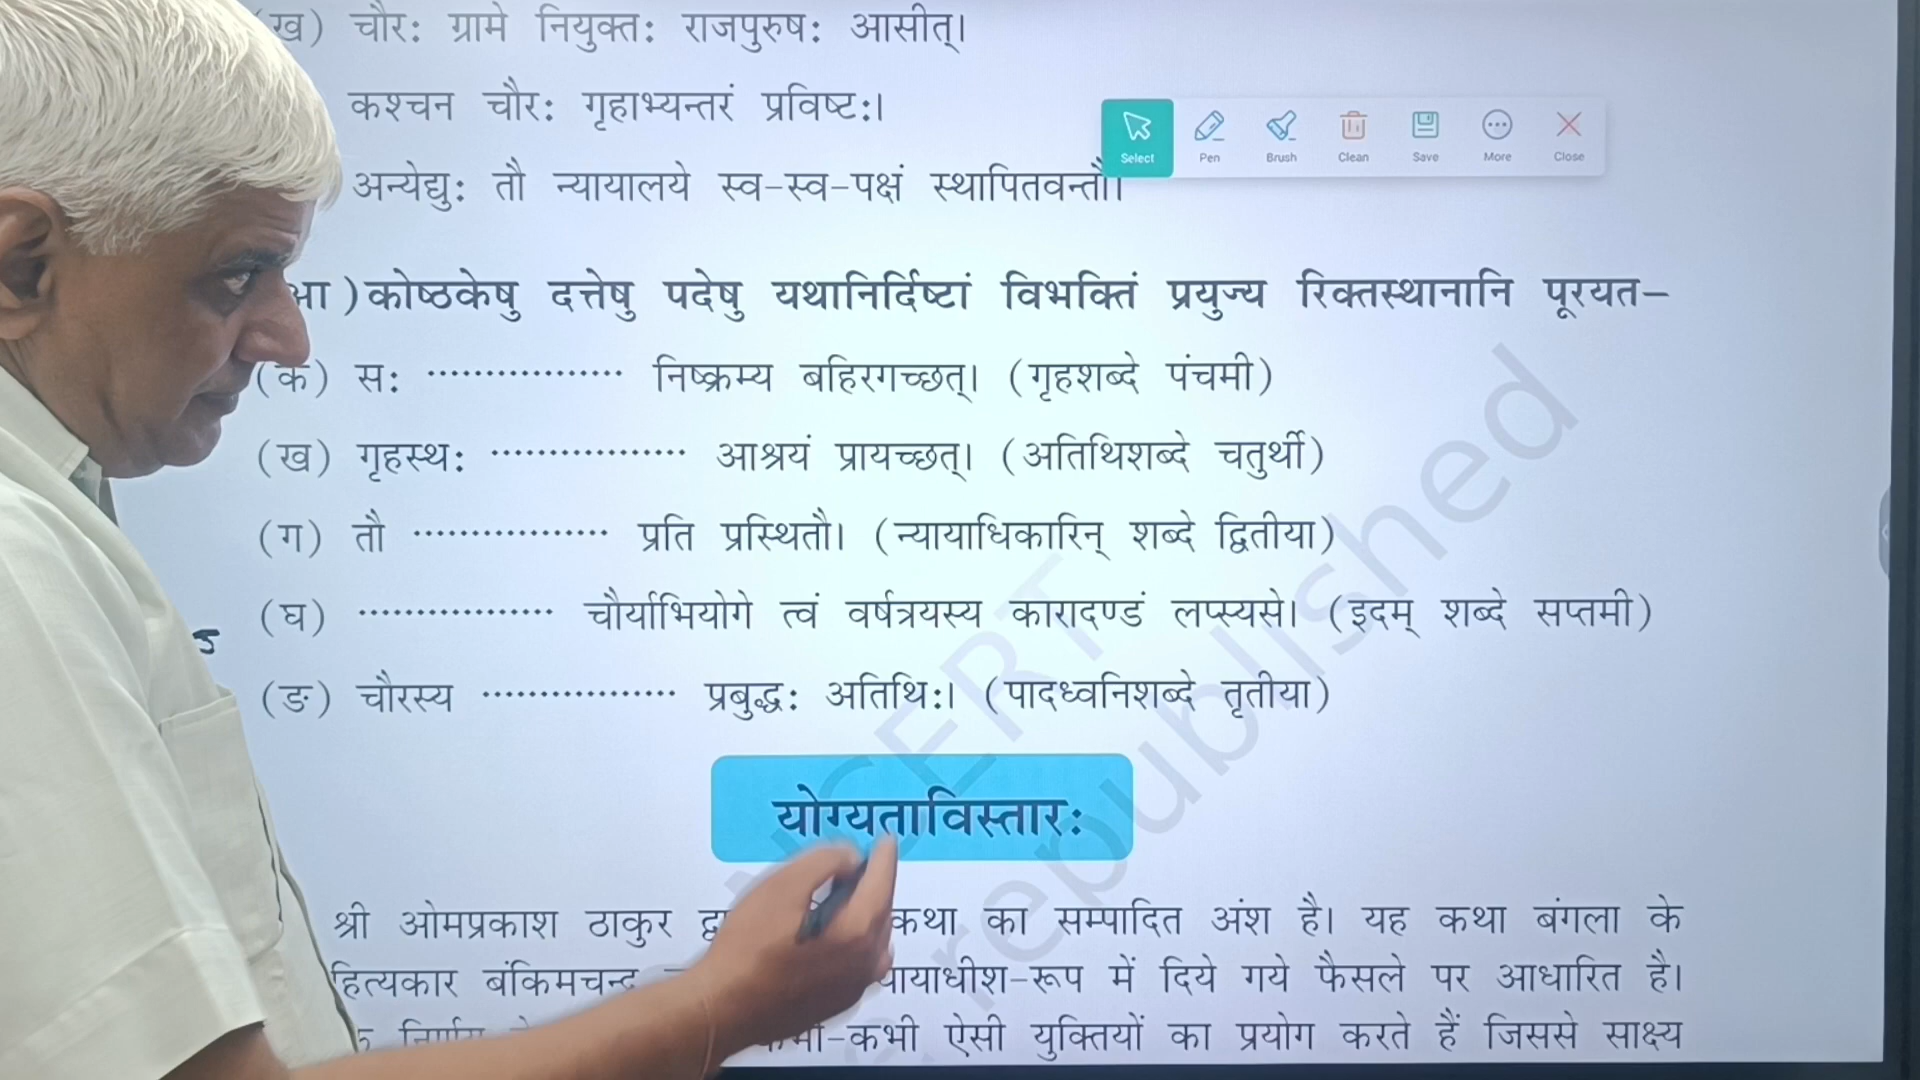 ख) चौरः ग्रामे नियुक्तः राजपुरुषः आसीत्।
कश्चन चौरः गृहाभ्यन्तरं प्रविष्टः।
Select Pen Brush Clean Save More Close
अन्येद्युः तौ न्यायालये स्व-स्व-पक्षं स्थापितवन्तौ।
आ)कोष्ठकेषु दत्तेषु पदेषु यथानिर्दिष्टां विभक्तिं प्रयुज्य रिक्तस्थानानि पूरयत–
(क) सः .................. निष्क्रम्य बहिरगच्छत्। (गृहशब्दे पंचमी)
(ख) गृहस्थः .................. आश्रयं प्रायच्छत्। (अतिथिशब्दे चतुर्थी)
(ग) तौ .................. प्रति प्रस्थितौ। (न्यायाधिकारिन् शब्दे द्वितीया)
(घ) .................. चौर्याभियोगे त्वं वर्षत्रयस्य कारादण्डं लप्स्यसे। (इदम् शब्दे सप्तमी)
(ङ) चौरस्य .................. प्रबुद्धः अतिथिः। (पादध्वनिशब्दे तृतीया)
योग्यताविस्तारः
श्री ओमप्रकाश ठाकुर कथा का सम्पादित अंश है। यह कथा बंगला के
बंकिमचन्द्र न्यायाधीश-रूप में दिये गये फैसले पर आधारित है।
कभी-कभी ऐसी युक्तियों का प्रयोग करते हैं जिससे साक्ष्य
NCERT
republished